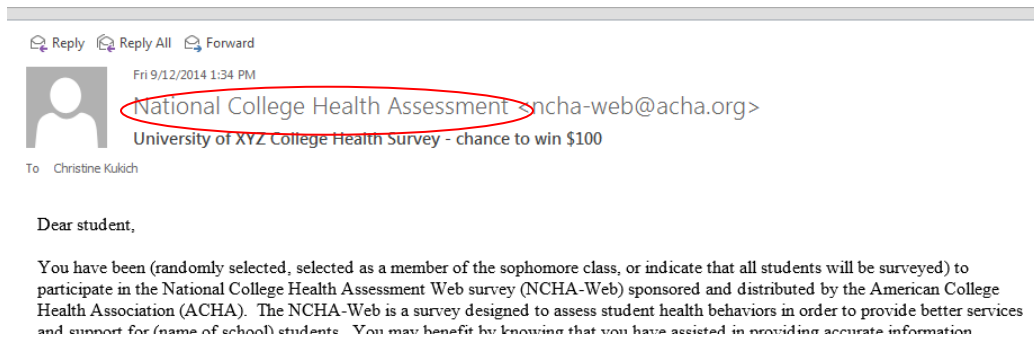 Reply Reply All Forward
Fri 9/12/2014 1:34 PM
National College Health Assessment <ncha-web@acha.org>
University of XYZ College Health Survey - chance to win $100
To Christine Kukich
Dear student,
You have been (randomly selected, selected as a member of the sophomore class, or indicate that all students will be surveyed) to
participate in the National College Health Assessment Web survey (NCHA-Web) sponsored and distributed by the American College
Health Association (ACHA). The NCHA-Web is a survey designed to assess student health behaviors in order to provide better services
and support for (name of school) students. You may benefit by knowing that you have assisted in providing accurate information